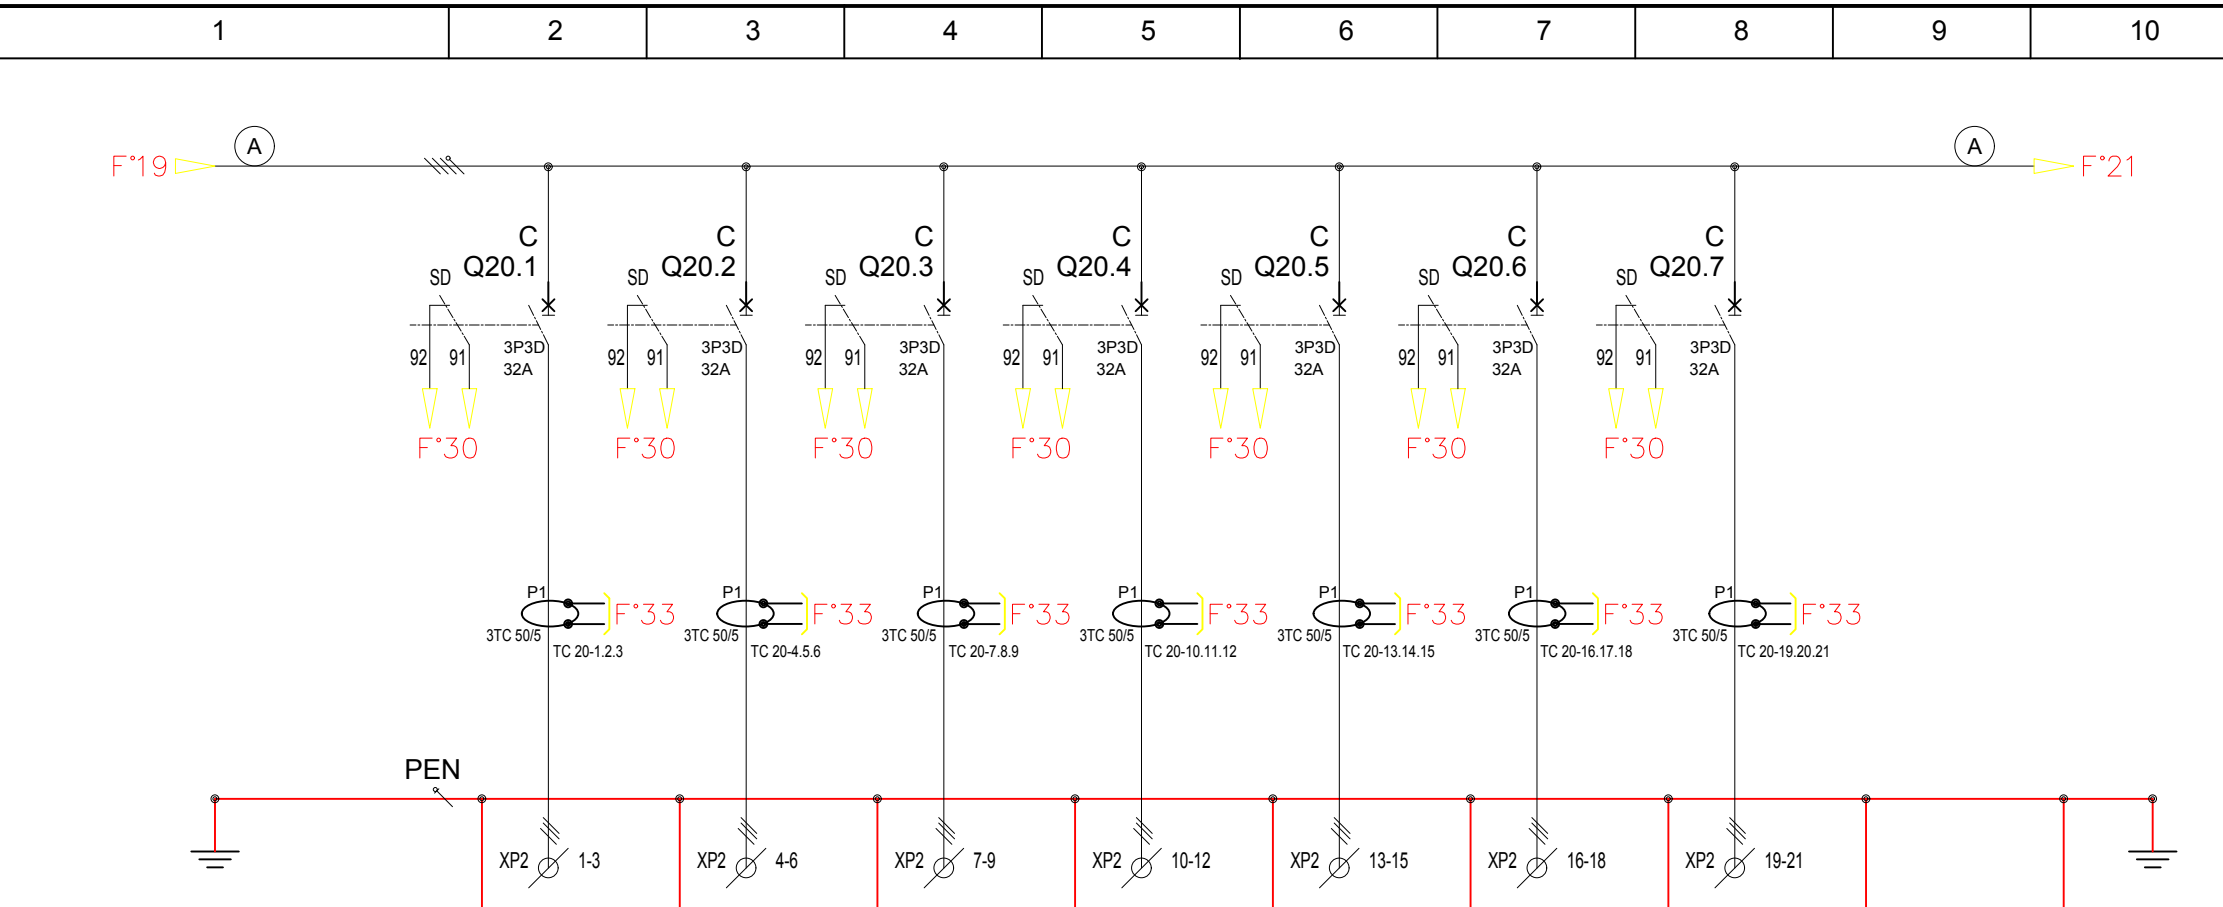 1 2 3 4 5 6 7 8 9 10
A A
F°19 F°21
C C C C C C C
SD Q20.1 SD Q20.2 SD Q20.3 SD Q20.4 SD Q20.5 SD Q20.6 SD Q20.7
92 91 3P3D 92 91 3P3D 92 91 3P3D 92 91 3P3D 92 91 3P3D 92 91 3P3D 92 91 3P3D
32A 32A 32A 32A 32A 32A 32A
F°30 F°30 F°30 F°30 F°30 F°30 F°30
P1 P1 P1 P1 P1 P1 P1
F°33 F°33 F°33 F°33 F°33 F°33 F°33
3TC 50/5 3TC 50/5 3TC 50/5 3TC 50/5 3TC 50/5 3TC 50/5 3TC 50/5
TC 20-1.2.3 TC 20-4.5.6 TC 20-7.8.9 TC 20-10.11.12 TC 20-13.14.15 TC 20-16.17.18 TC 20-19.20.21
PEN
XP2 1-3 XP2 4-6 XP2 7-9 XP2 10-12 XP2 13-15 XP2 16-18 XP2 19-21